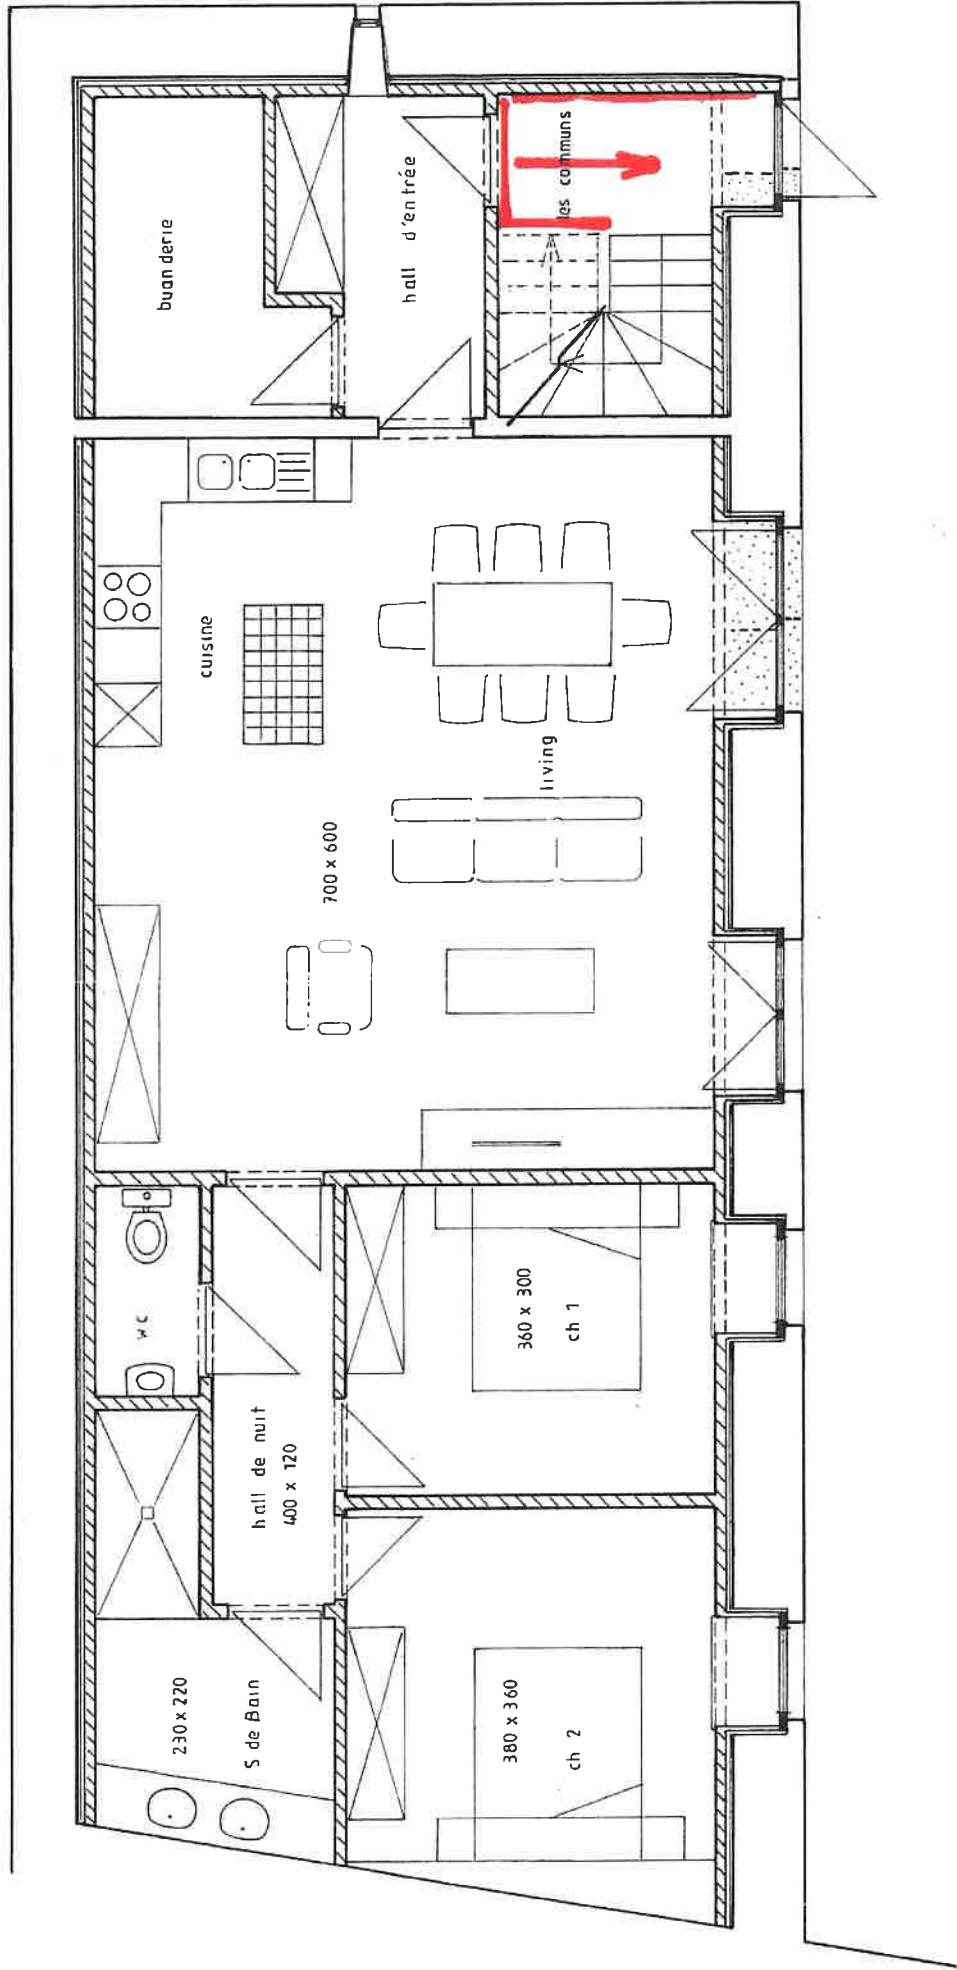 buanderie
hall d'entrée
les communs
cuisine
living
700 x 600
WC
hall de nuit
400 x 120
360 x 300
ch 1
230 x 220
S de Bain
380 x 360
ch 2